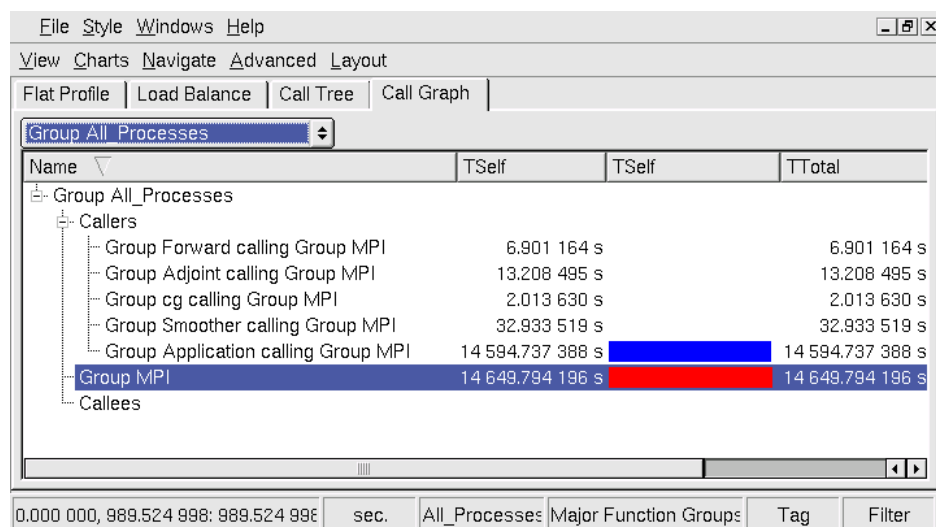 File Style Windows Help
View Charts Navigate Advanced Layout
Flat Profile Load Balance Call Tree Call Graph
Group All_Processes
Name TSelf TSelf TTotal
Group All_Processes
Callers
Group Forward calling Group MPI 6.901 164 s 6.901 164 s
Group Adjoint calling Group MPI 13.208 495 s 13.208 495 s
Group cg calling Group MPI 2.013 630 s 2.013 630 s
Group Smoother calling Group MPI 32.933 519 s 32.933 519 s
Group Application calling Group MPI 14 594.737 388 s 14 594.737 388 s
Group MPI 14 649.794 196 s 14 649.794 196 s
Callees
0.000 000, 989.524 998: 989.524 998 sec. All_Processes Major Function Groups Tag Filter